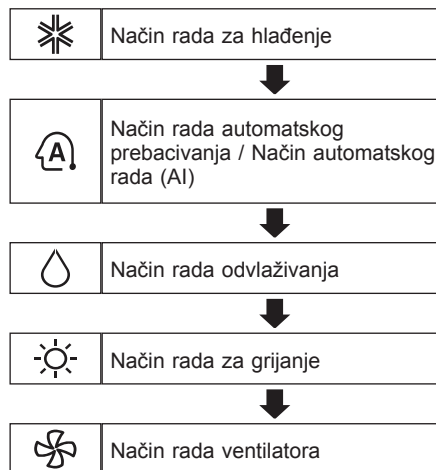 Način rada za hlađenje
A
Način rada automatskog
prebacivanja / Način automatskog
rada (AI)
Način rada odvlaživanja
Način rada za grijanje
Način rada ventilatora